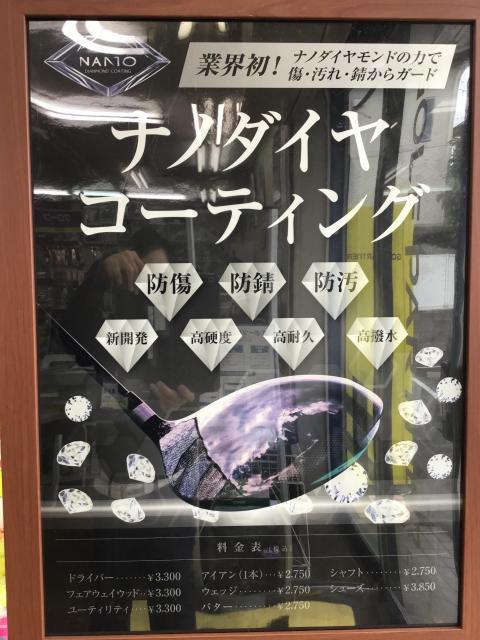 NANO
DIANMOND COATING
業界初！
ナノダイヤモンドの力で
傷・汚れ・錆からガード
ナノダイヤ
コーティング
防傷 防錆 防汚
新開発 高硬度 高耐久 高撥水
料金表
ドライバー……￥3.300 アイアン(1本)…￥2.750 シャフト……￥2.750
フェアウェイウッド…￥3.300 ウェッジ……￥2.750 シューズ……￥3.850
ユーティリティ……￥3.300 パター……￥2.750